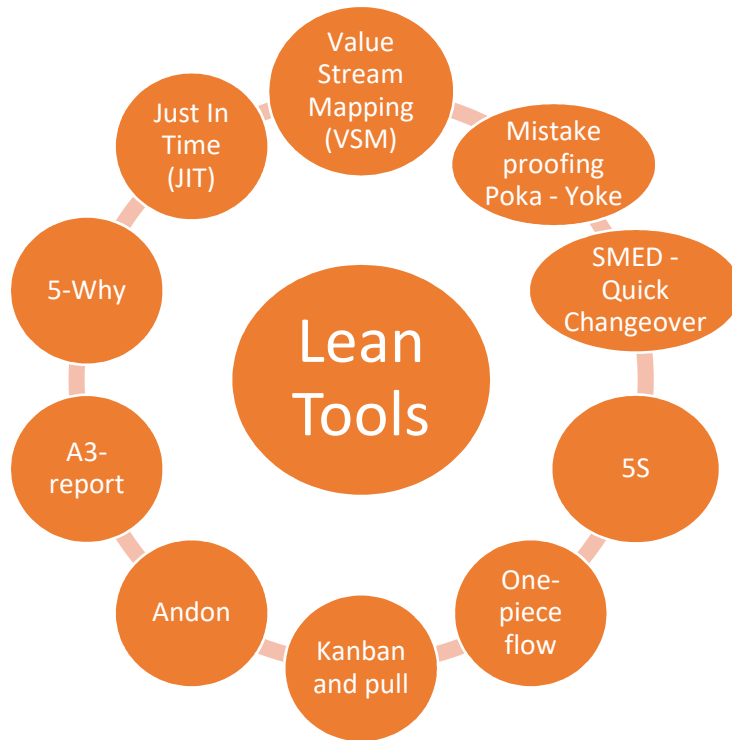 Value
Stream
Mapping
(VSM)
Mistake
proofing
Poka - Yoke
SMED -
Quick
Changeover
5S
One-
piece
flow
Kanban
and pull
Andon
A3-
report
5-Why
Just In
Time
(JIT)
Lean
Tools